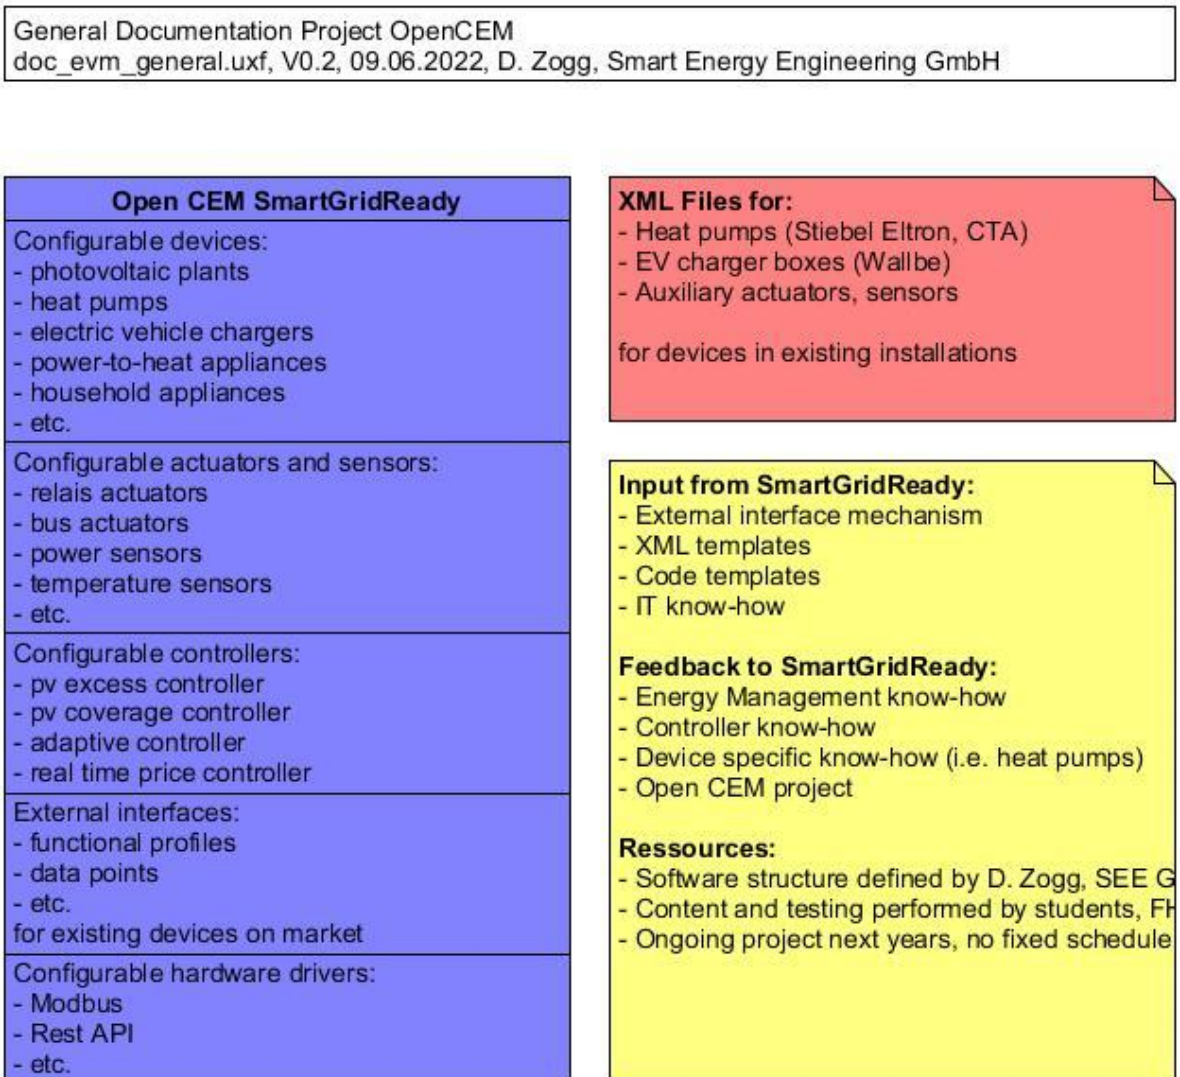 General Documentation Project OpenCEM
doc_evm_general.uxf, V0.2, 09.06.2022, D. Zogg, Smart Energy Engineering GmbH
Open CEM SmartGridReady
Configurable devices:
- photovoltaic plants
- heat pumps
- electric vehicle chargers
- power-to-heat appliances
- household appliances
- etc.
Configurable actuators and sensors:
- relais actuators
- bus actuators
- power sensors
- temperature sensors
- etc.
Configurable controllers:
- pv excess controller
- pv coverage controller
- adaptive controller
- real time price controller
External interfaces:
- functional profiles
- data points
- etc.
for existing devices on market
Configurable hardware drivers:
- Modbus
- Rest API
- etc.
XML Files for:
- Heat pumps (Stiebel Eltron, CTA)
- EV charger boxes (Wallbe)
- Auxiliary actuators, sensors
for devices in existing installations
Input from SmartGridReady:
- External interface mechanism
- XML templates
- Code templates
- IT know-how
Feedback to SmartGridReady:
- Energy Management know-how
- Controller know-how
- Device specific know-how (i.e. heat pumps)
- Open CEM project
Ressources:
- Software structure defined by D. Zogg, SEE G
- Content and testing performed by students, FH
- Ongoing project next years, no fixed schedule